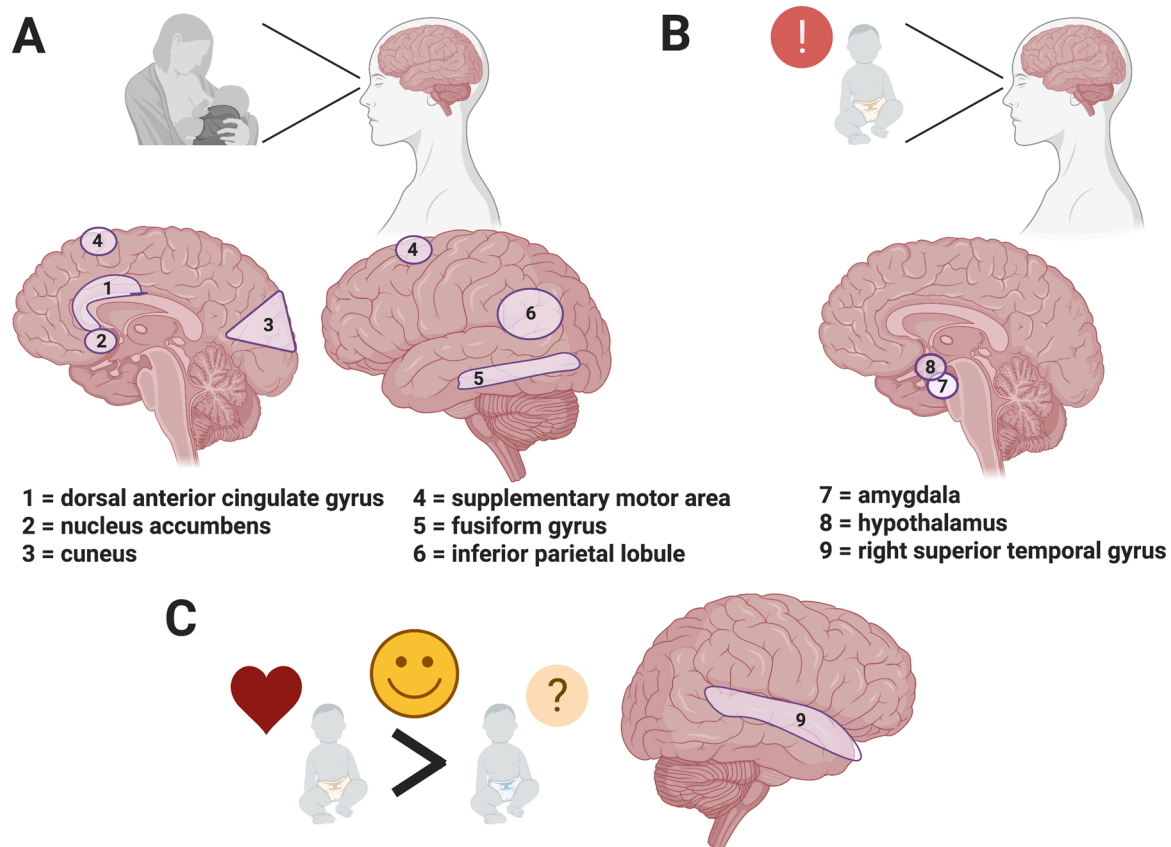 A
B
!
4
1
2
3
4
6
5
8
7
1 = dorsal anterior cingulate gyrus
2 = nucleus accumbens
3 = cuneus
4 = supplementary motor area
5 = fusiform gyrus
6 = inferior parietal lobule
7 = amygdala
8 = hypothalamus
9 = right superior temporal gyrus
C
?
>
9